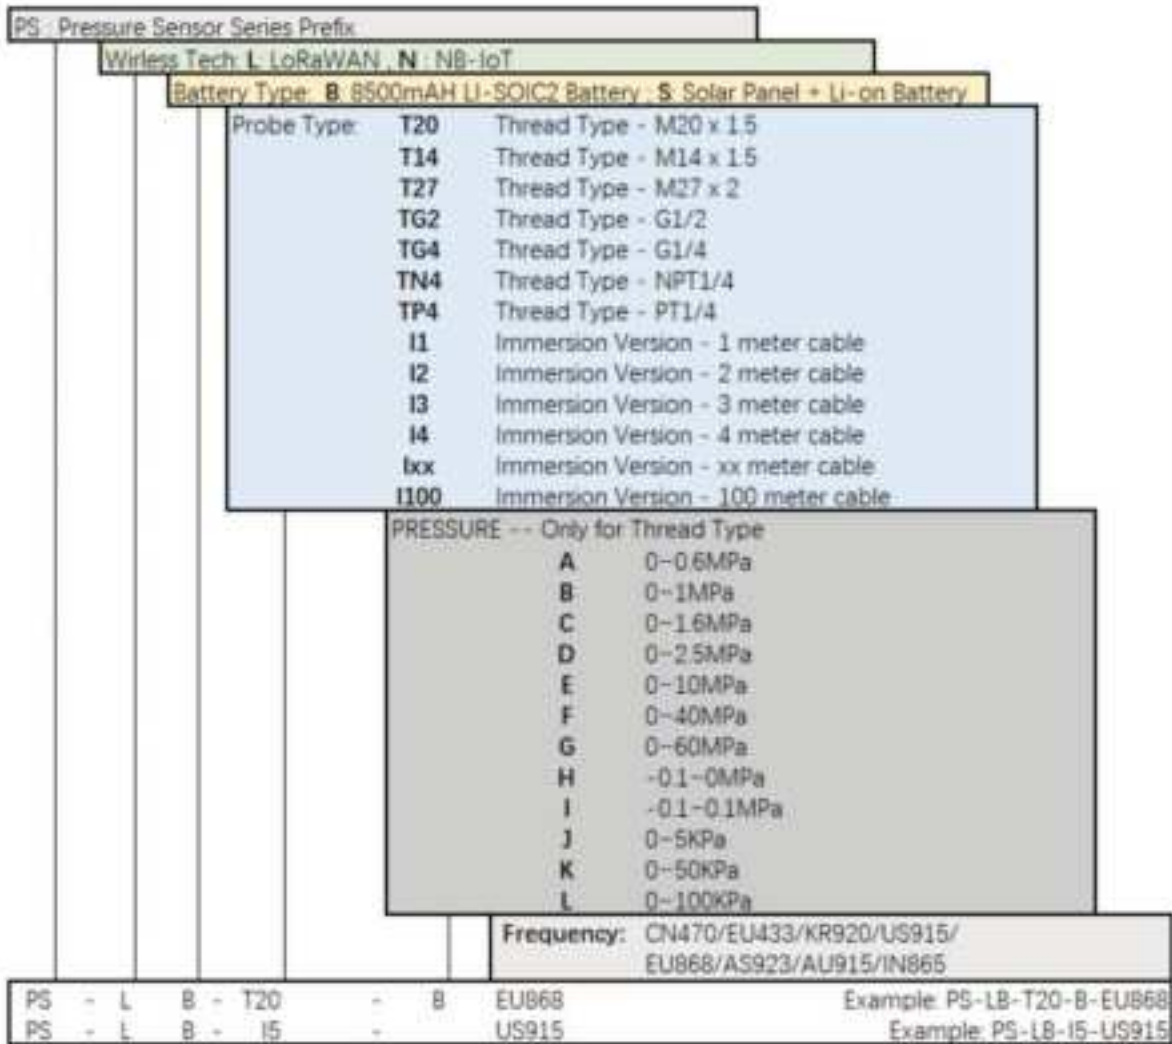 PS : Pressure Sensor Series Prefix
Wirless Tech: L: LoRaWAN , N : NB-IoT
Battery Type: B: 8500mAH LI-SOIC2 Battery ; S: Solar Panel + Li-on Battery
Probe Type: T20 Thread Type - M20 x 1.5
T14 Thread Type - M14 x 1.5
T27 Thread Type - M27 x 2
TG2 Thread Type - G1/2
TG4 Thread Type - G1/4
TN4 Thread Type - NPT1/4
TP4 Thread Type - PT1/4
I1 Immersion Version - 1 meter cable
I2 Immersion Version - 2 meter cable
I3 Immersion Version - 3 meter cable
I4 Immersion Version - 4 meter cable
Ixx Immersion Version - xx meter cable
I100 Immersion Version - 100 meter cable
PRESSURE -- Only for Thread Type
A 0~0.6MPa
B 0~1MPa
C 0~1.6MPa
D 0~2.5MPa
E 0~10MPa
F 0~40MPa
G 0~60MPa
H -0.1~0MPa
I -0.1~0.1MPa
J 0~5KPa
K 0~50KPa
L 0~100KPa
Frequency: CN470/EU433/KR920/US915/
EU868/AS923/AU915/IN865
PS - L B - T20 - B EU868 Example: PS-LB-T20-B-EU868
PS - L B - I5 - US915 Example: PS-LB-I5-US915